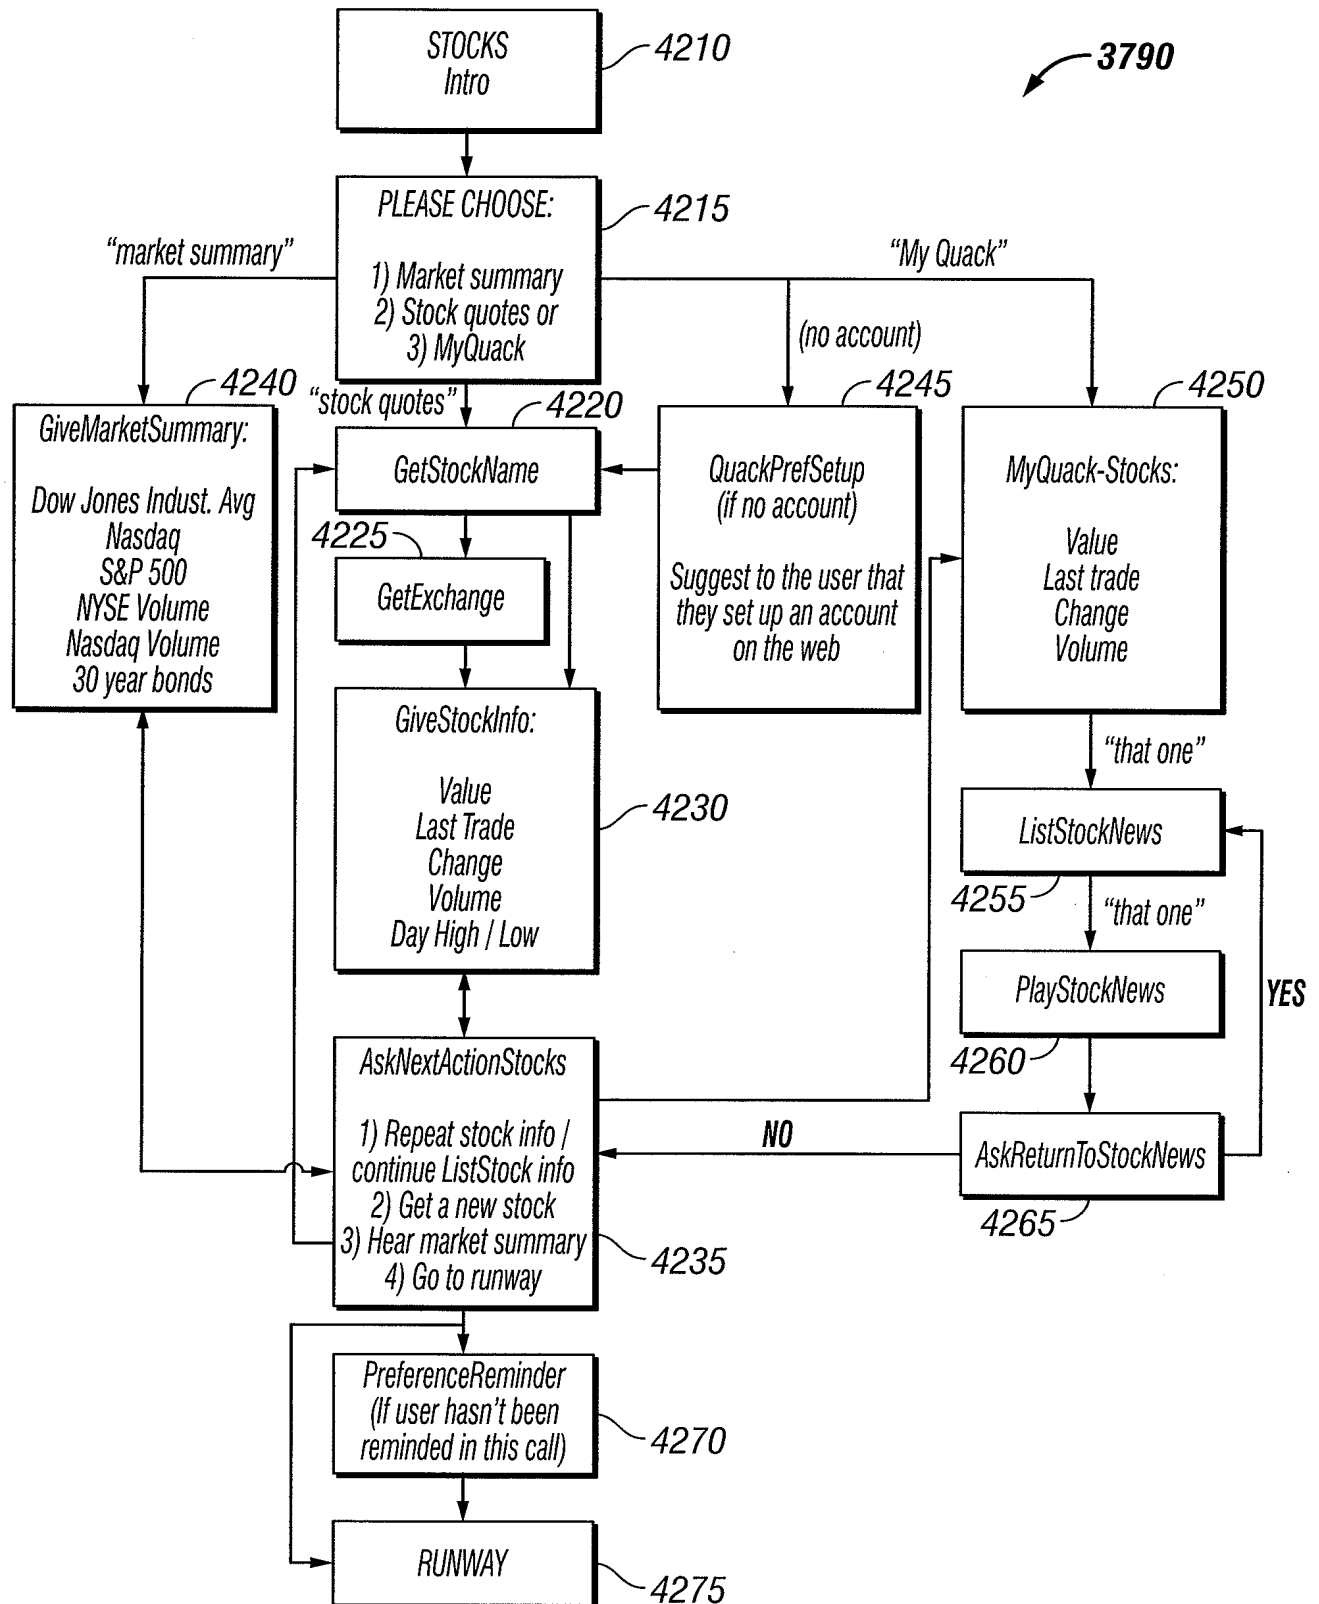 STOCKS
Intro
4210
3790
PLEASE CHOOSE:
1) Market summary
2) Stock quotes or
3) MyQuack
4215
“market summary”
“My Quack”
(no account)
“stock quotes”
4240
GiveMarketSummary:
Dow Jones Indust. Avg
Nasdaq
S&P 500
NYSE Volume
Nasdaq Volume
30 year bonds
4220
GetStockName
4225
GetExchange
4245
QuackPrefSetup
(if no account)
Suggest to the user that
they set up an account
on the web
4250
MyQuack-Stocks:
Value
Last trade
Change
Volume
GiveStockInfo:
Value
Last Trade
Change
Volume
Day High / Low
4230
“that one”
ListStockNews
4255
“that one”
PlayStockNews
4260
YES
AskReturnToStockNews
4265
NO
AskNextActionStocks
1) Repeat stock info /
continue ListStock info
2) Get a new stock
3) Hear market summary
4) Go to runway
4235
PreferenceReminder
(If user hasn’t been
reminded in this call)
4270
RUNWAY
4275